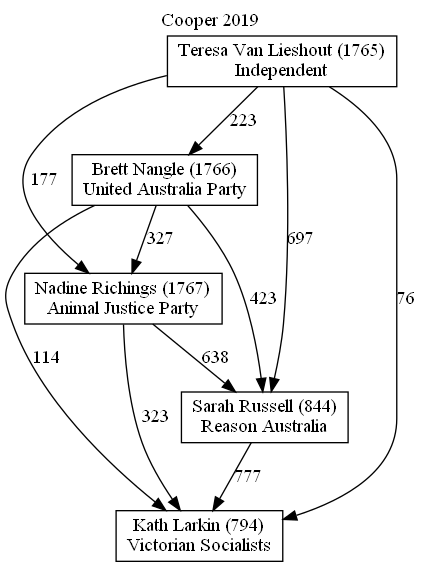 Cooper 2019
Teresa Van Lieshout (1765)
Independent
223
Brett Nangle (1766)
United Australia Party
177
327
697
Nadine Richings (1767)
Animal Justice Party
423
76
114
638
323
Sarah Russell (844)
Reason Australia
777
Kath Larkin (794)
Victorian Socialists